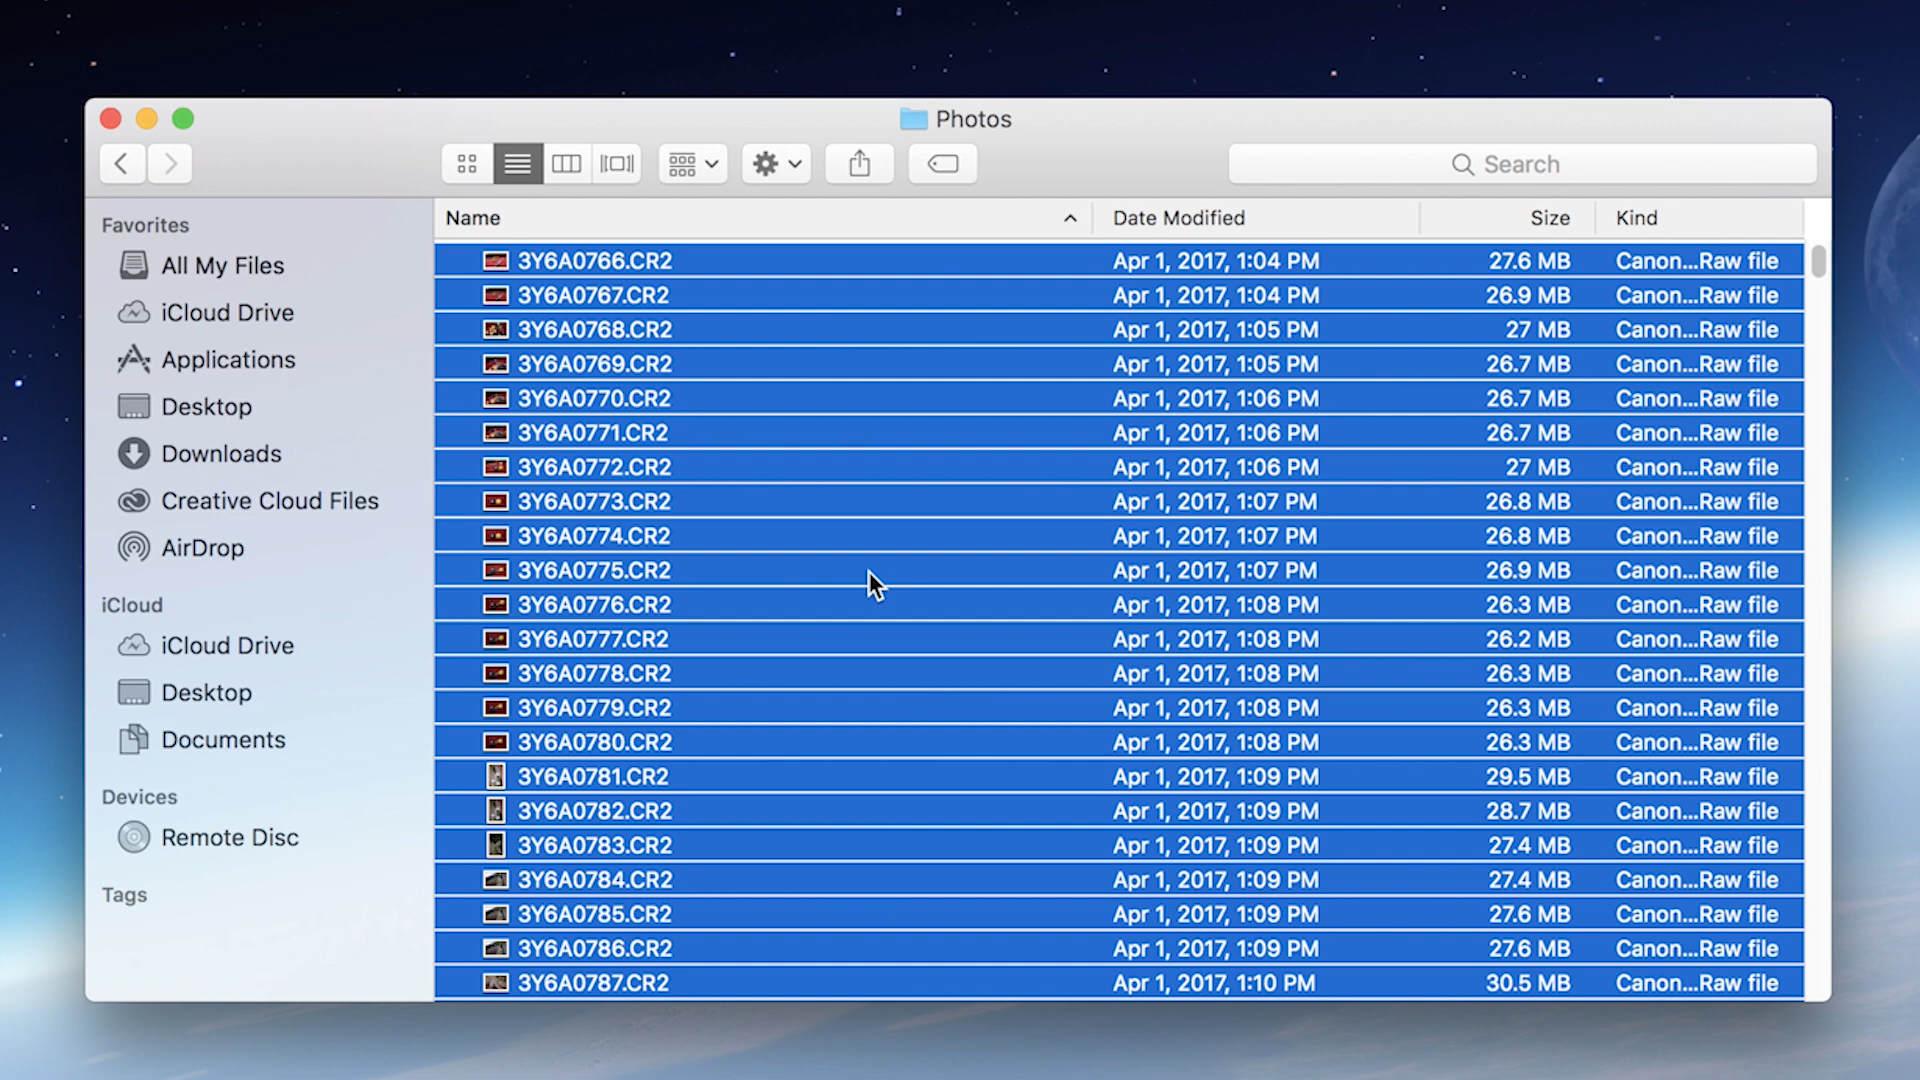 Photos
Search
Favorites
All My Files
iCloud Drive
Applications
Desktop
Downloads
Creative Cloud Files
AirDrop
iCloud
iCloud Drive
Desktop
Documents
Devices
Remote Disc
Tags
Name Date Modified Size Kind
3Y6A0766.CR2 Apr 1, 2017, 1:04 PM 27.6 MB Canon...Raw file
3Y6A0767.CR2 Apr 1, 2017, 1:04 PM 26.9 MB Canon...Raw file
3Y6A0768.CR2 Apr 1, 2017, 1:05 PM 27 MB Canon...Raw file
3Y6A0769.CR2 Apr 1, 2017, 1:05 PM 26.7 MB Canon...Raw file
3Y6A0770.CR2 Apr 1, 2017, 1:06 PM 26.7 MB Canon...Raw file
3Y6A0771.CR2 Apr 1, 2017, 1:06 PM 26.7 MB Canon...Raw file
3Y6A0772.CR2 Apr 1, 2017, 1:06 PM 27 MB Canon...Raw file
3Y6A0773.CR2 Apr 1, 2017, 1:07 PM 26.8 MB Canon...Raw file
3Y6A0774.CR2 Apr 1, 2017, 1:07 PM 26.8 MB Canon...Raw file
3Y6A0775.CR2 Apr 1, 2017, 1:07 PM 26.9 MB Canon...Raw file
3Y6A0776.CR2 Apr 1, 2017, 1:08 PM 26.3 MB Canon...Raw file
3Y6A0777.CR2 Apr 1, 2017, 1:08 PM 26.2 MB Canon...Raw file
3Y6A0778.CR2 Apr 1, 2017, 1:08 PM 26.3 MB Canon...Raw file
3Y6A0779.CR2 Apr 1, 2017, 1:08 PM 26.3 MB Canon...Raw file
3Y6A0780.CR2 Apr 1, 2017, 1:08 PM 26.3 MB Canon...Raw file
3Y6A0781.CR2 Apr 1, 2017, 1:09 PM 29.5 MB Canon...Raw file
3Y6A0782.CR2 Apr 1, 2017, 1:09 PM 28.7 MB Canon...Raw file
3Y6A0783.CR2 Apr 1, 2017, 1:09 PM 27.4 MB Canon...Raw file
3Y6A0784.CR2 Apr 1, 2017, 1:09 PM 27.4 MB Canon...Raw file
3Y6A0785.CR2 Apr 1, 2017, 1:09 PM 27.6 MB Canon...Raw file
3Y6A0786.CR2 Apr 1, 2017, 1:09 PM 27.6 MB Canon...Raw file
3Y6A0787.CR2 Apr 1, 2017, 1:10 PM 30.5 MB Canon...Raw file